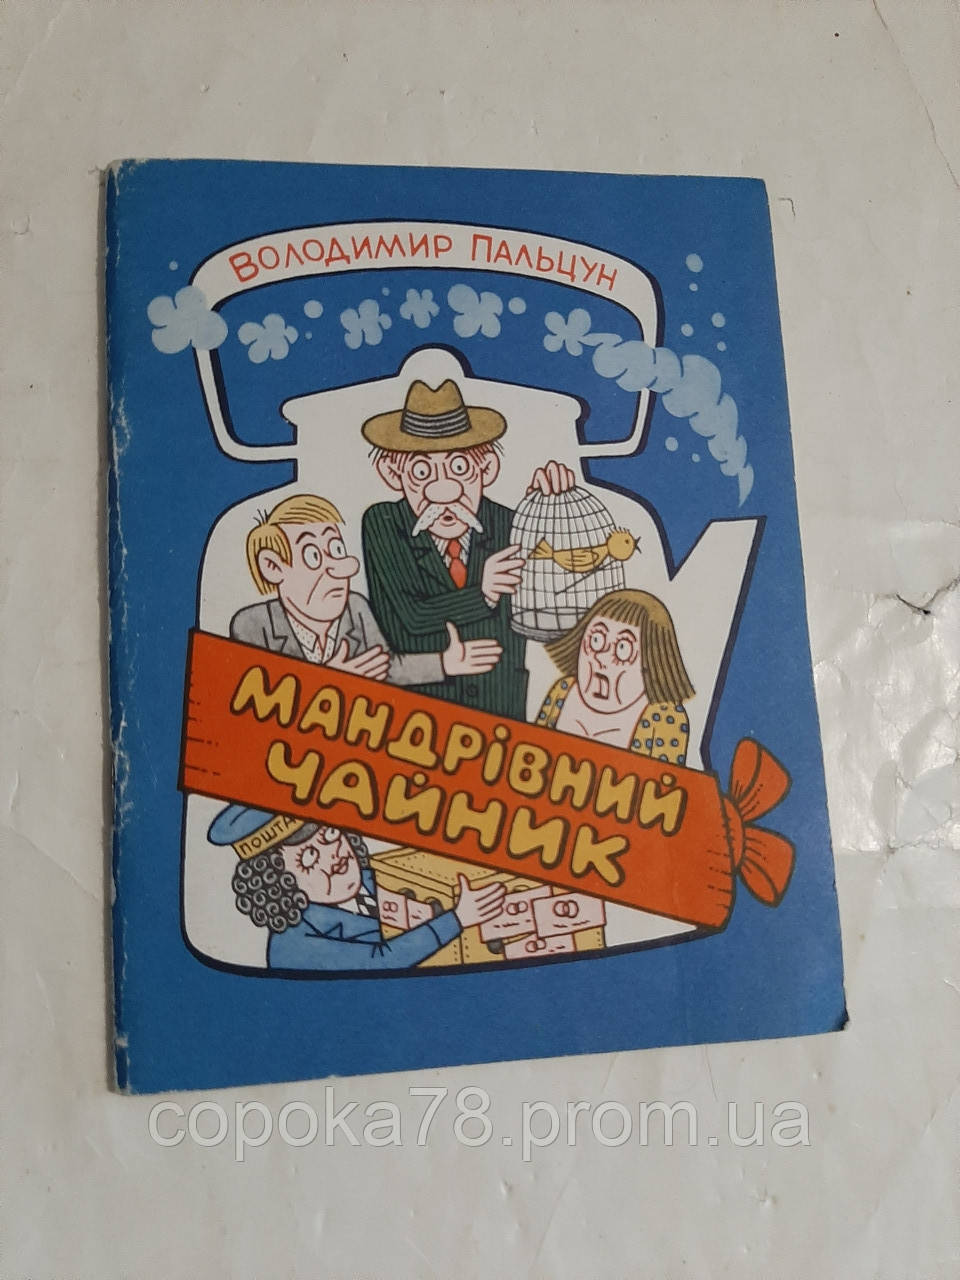 ВОЛОДИМИР ПАЛЬЦУН
МАНДРІВНИЙ
ЧАЙНИК
ПОШТА
copoka78.prom.ua